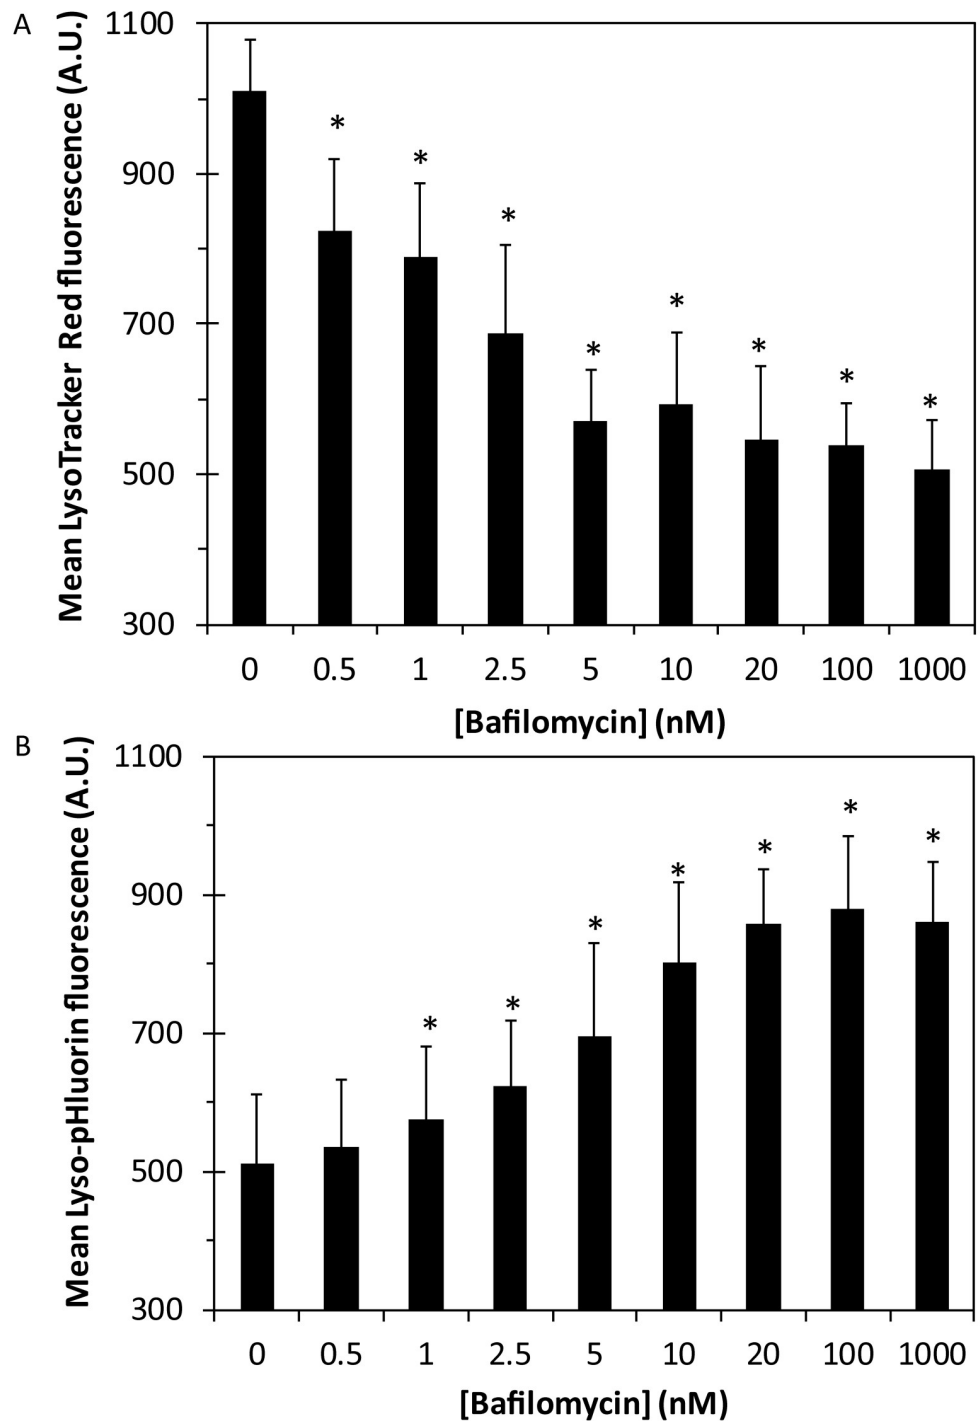 A
Mean LysoTracker Red fluorescence (A.U.)
1100
900
700
500
300
* * * * * * * *
0 0.5 1 2.5 5 10 20 100 1000
[Bafilomycin] (nM)
B
Mean Lyso-pHluorin fluorescence (A.U.)
1100
900
700
500
300
* * * * * * *
0 0.5 1 2.5 5 10 20 100 1000
[Bafilomycin] (nM)